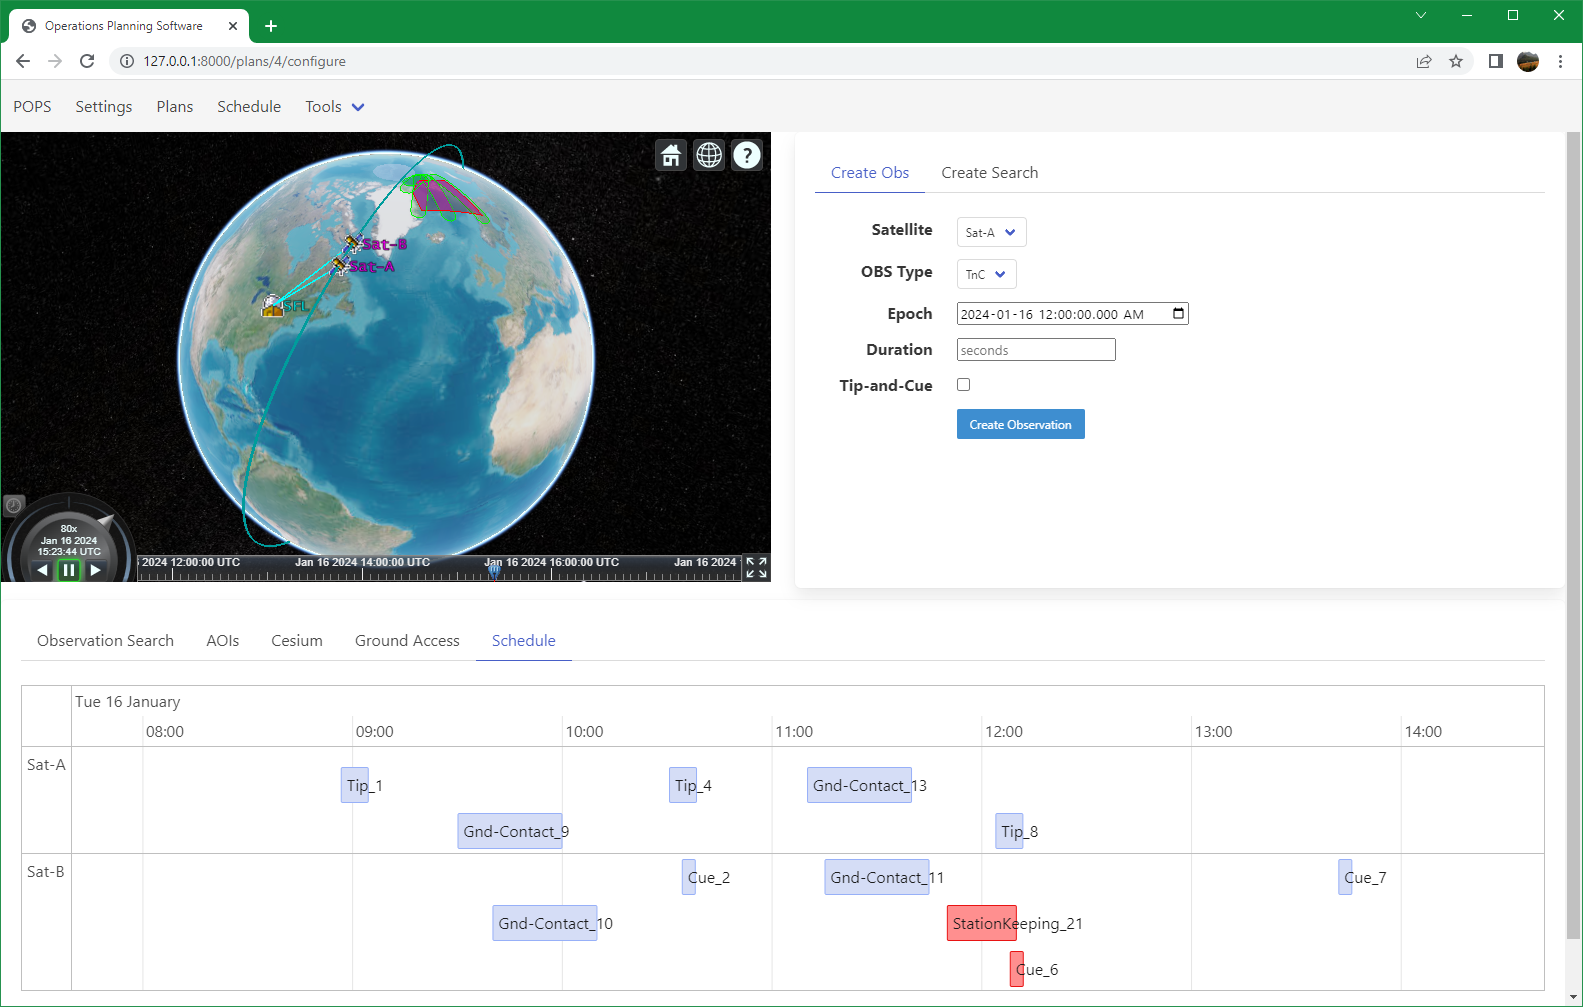 Operations Planning Software
127.0.0.1:8000/plans/4/configure
POPS Settings Plans Schedule Tools
?
Sat-B
Sat-A
SFL
80x
Jan 16 2024
15:23:44 UTC
2024 12:00:00 UTC Jan 16 2024 14:00:00 UTC Jan 16 2024 16:00:00 UTC Jan 16 2024
Create Obs Create Search
Satellite Sat-A
OBS Type TnC
Epoch 2024-01-16 12:00:00.000 AM
Duration seconds
Tip-and-Cue
Create Observation
Observation Search AOIs Cesium Ground Access Schedule
Tue 16 January
08:00 09:00 10:00 11:00 12:00 13:00 14:00
Sat-A
Tip_1 Tip_4 Gnd-Contact_13
Gnd-Contact_9 Tip_8
Sat-B
Cue_2 Gnd-Contact_11 Cue_7
Gnd-Contact_10 StationKeeping_21
Cue_6